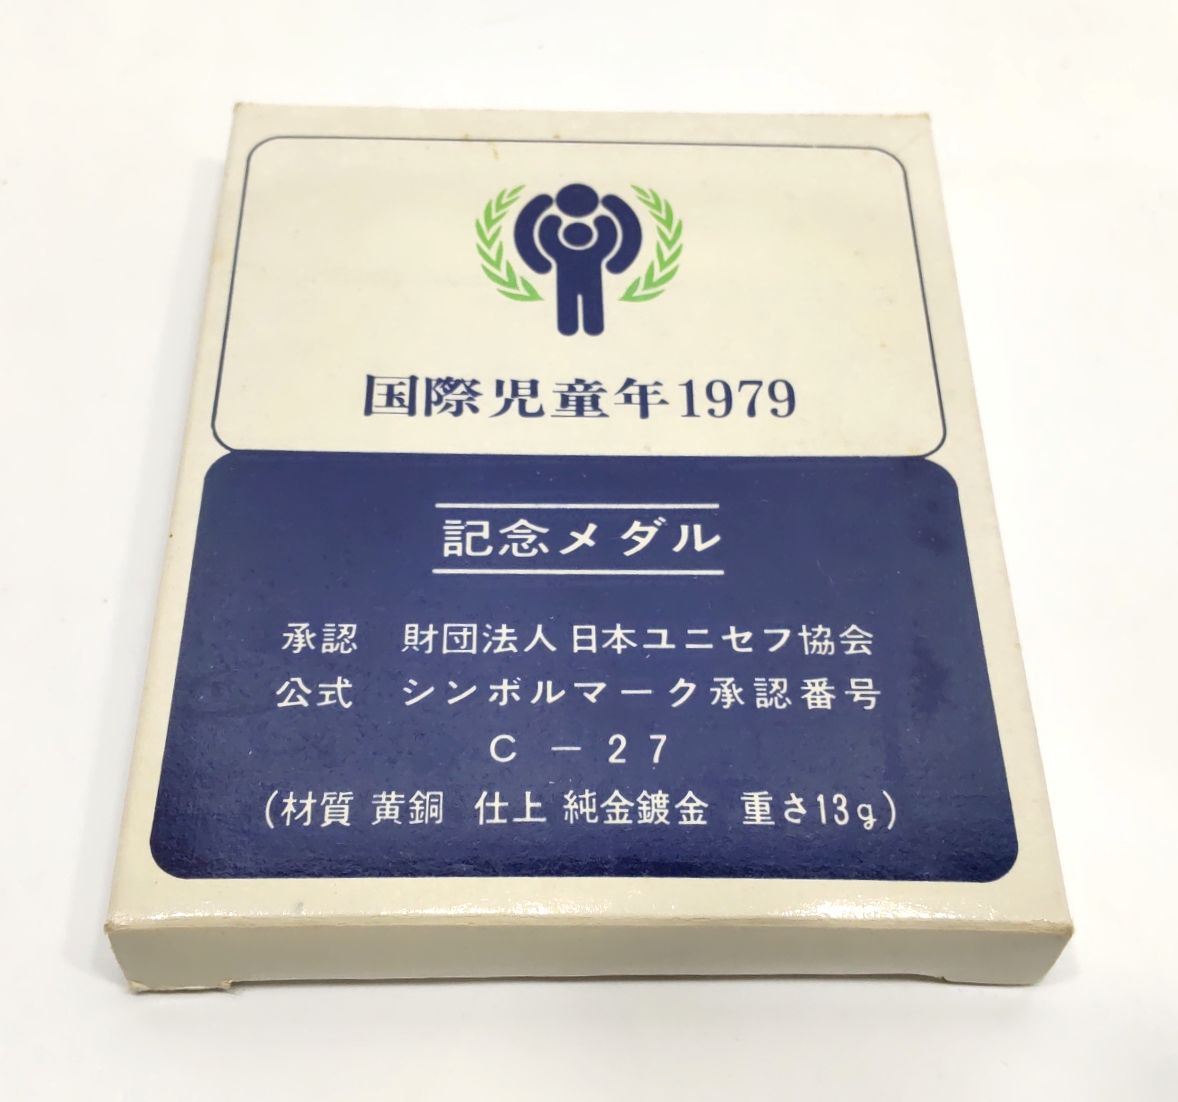 国際児童年1979
記念メダル
承認 財団法人日本ユニセフ協会
公式 シンボルマーク承認番号
C－27
(材質 黄銅 仕上 純金鍍金 重さ13g)